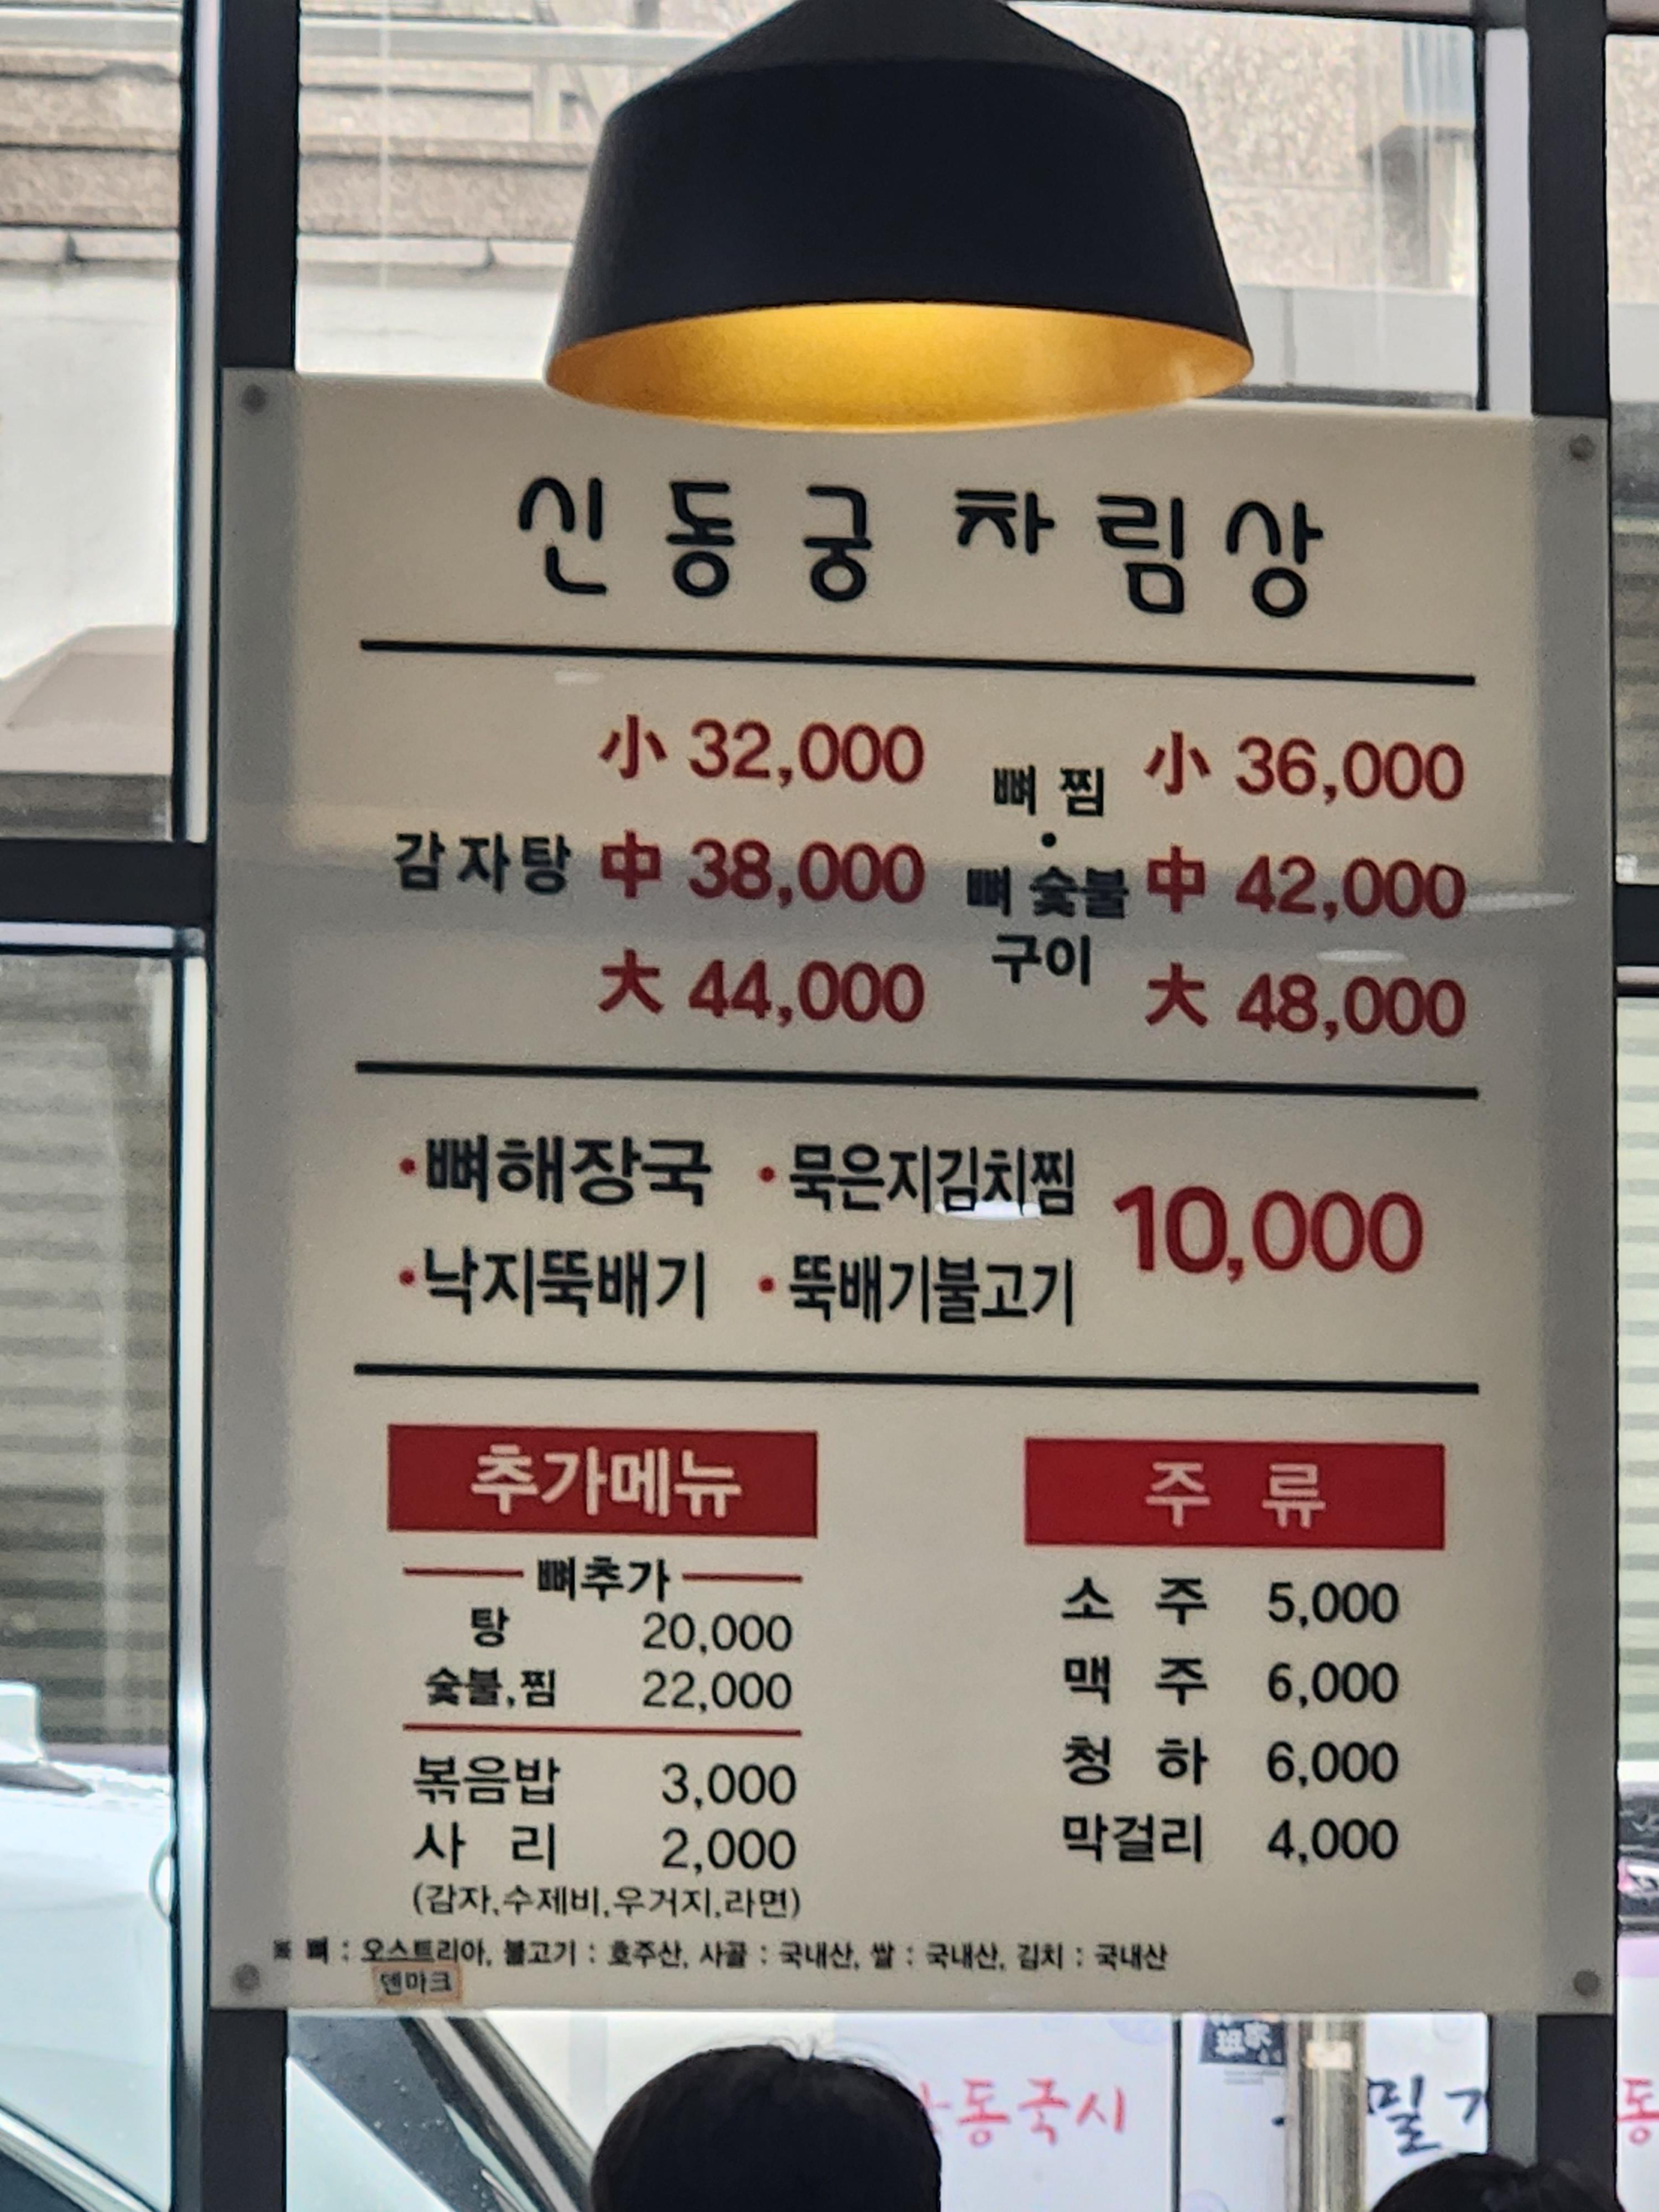 신동궁 차림상
小 32,000
감자탕 中 38,000
大 44,000
뼈 찜
·
뼈 숯불
구이
小 36,000
中 42,000
大 48,000
·뼈해장국 ·묵은지김치찜
·낙지뚝배기 ·뚝배기불고기
10,000
추가메뉴
뼈추가
탕 20,000
숯불,찜 22,000
볶음밥 3,000
사 리 2,000
(감자,수제비,우거지,라면)
주 류
소 주 5,000
맥 주 6,000
청 하 6,000
막걸리 4,000
뼈 : 오스트리아, 불고기 : 호주산, 사골 : 국내산, 쌀 : 국내산, 김치 : 국내산
덴마크
동국시
밀
동